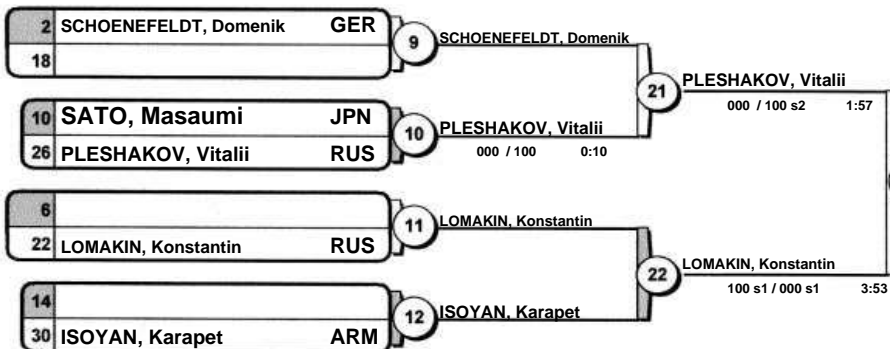 2 SCHOENEFELDT, Domenik GER
18
9
SCHOENEFELDT, Domenik
10 SATO, Masaumi JPN
26 PLESHAKOV, Vitalii RUS
10
PLESHAKOV, Vitalii
000 / 100 0:10
21
PLESHAKOV, Vitalii
000 / 100 s2 1:57
6
22 LOMAKIN, Konstantin RUS
11
LOMAKIN, Konstantin
14
30 ISOYAN, Karapet ARM
12
ISOYAN, Karapet
22
LOMAKIN, Konstantin
100 s1 / 000 s1 3:53